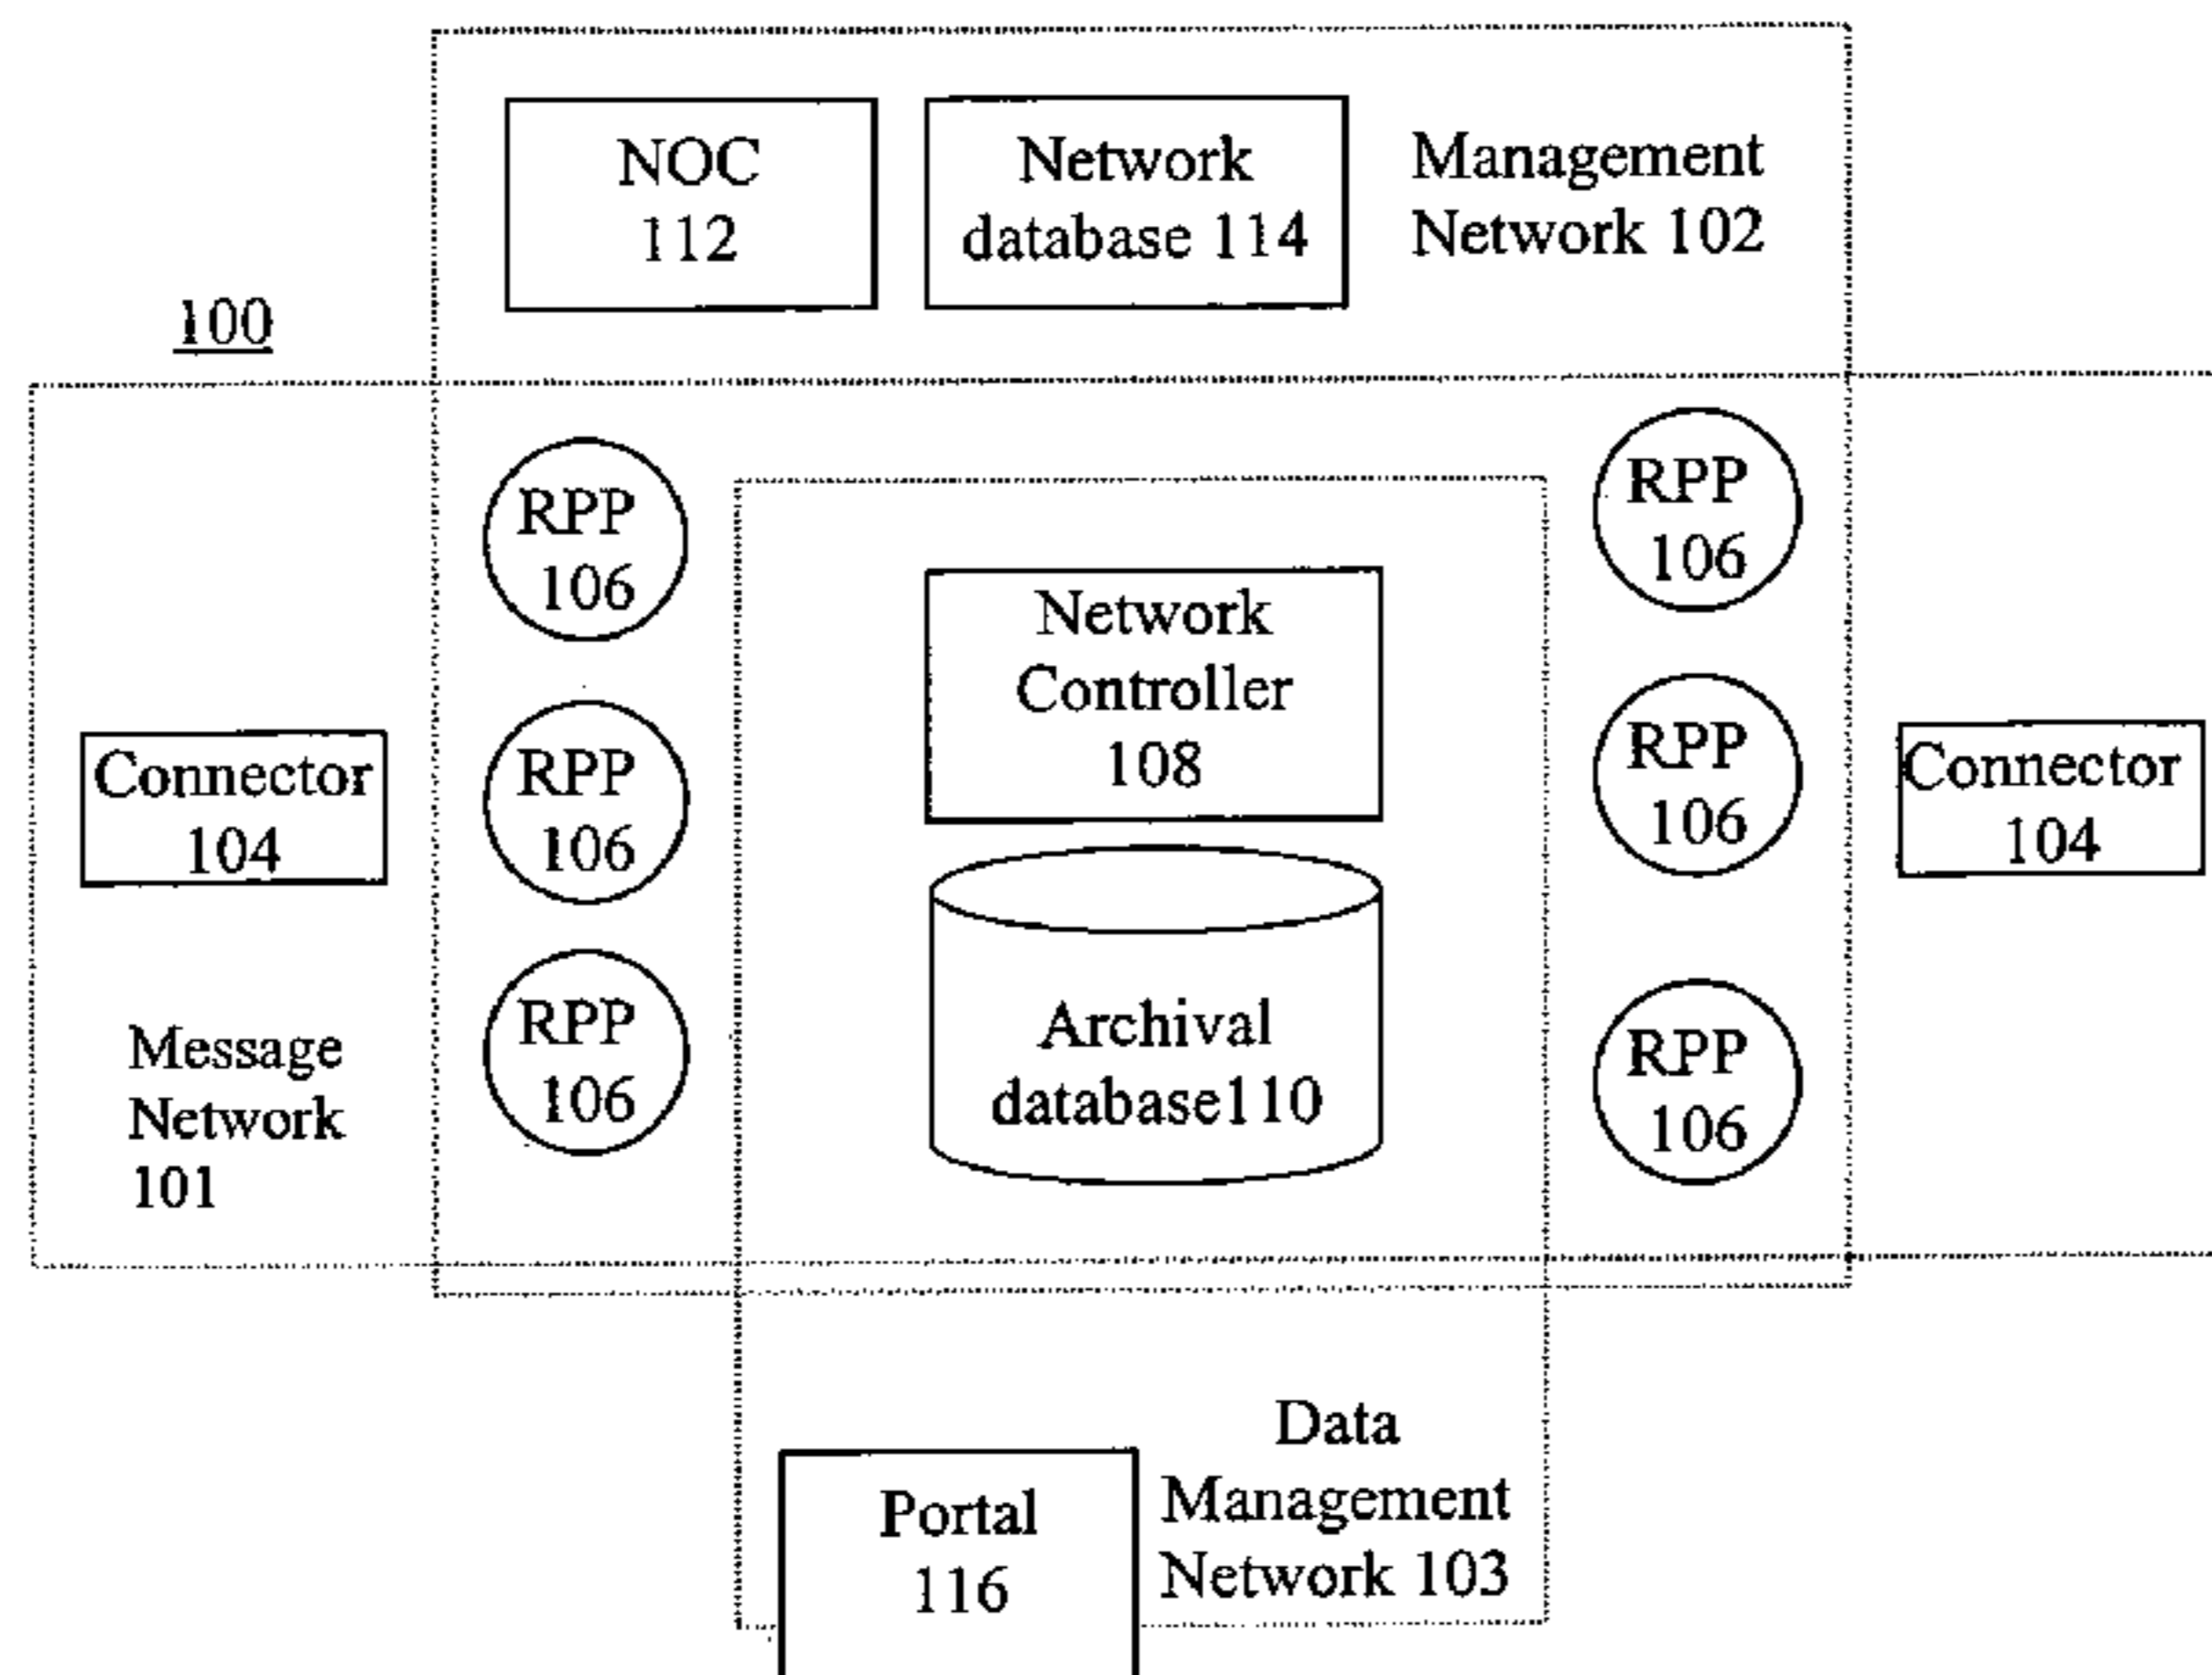 NOC
112
Network
database 114
Management
Network 102
100
RPP
106
RPP
106
Network
Controller
108
Connector
104
RPP
106
RPP
106
Connector
104
Archival
database110
RPP
106
RPP
106
Message
Network
101
Data
Management
Network 103
Portal
116